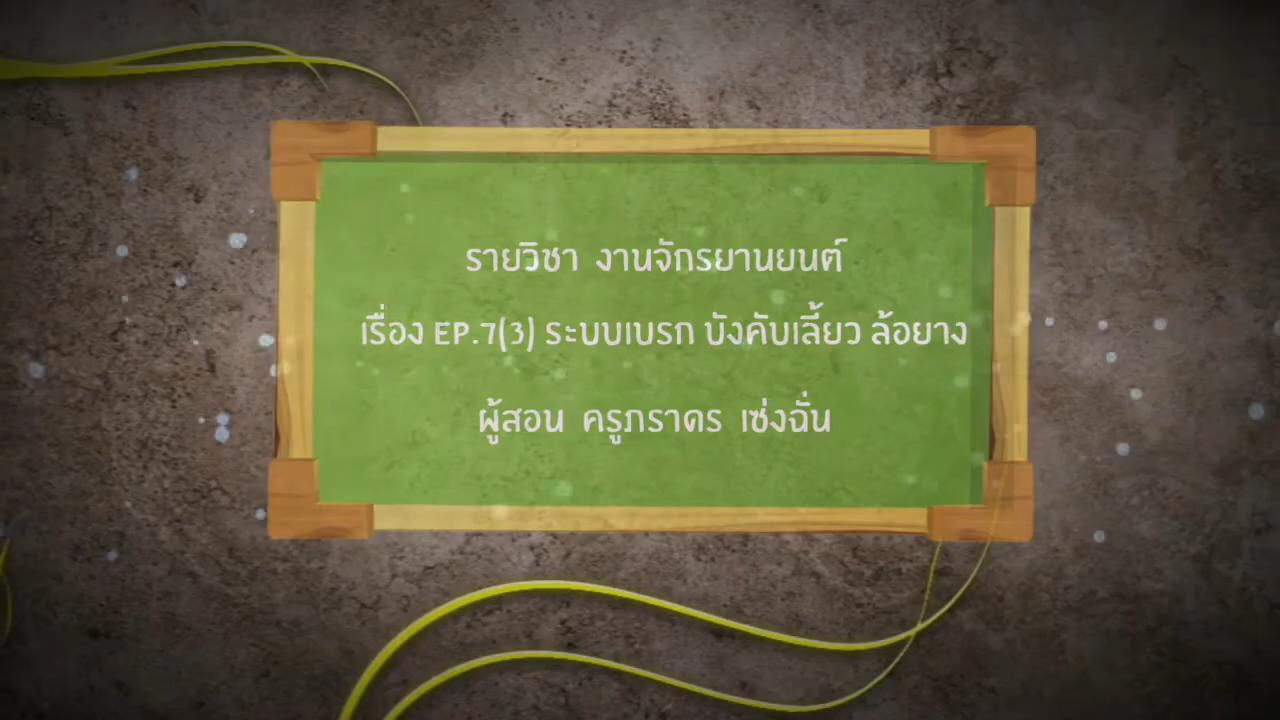 รายวิชา งานจักรยานยนต์
เรื่อง EP.7(3) ระบบเบรก บังคับเลี้ยว ล้อยาง
ผู้สอน ครูภราดร เซ่งฉั่น